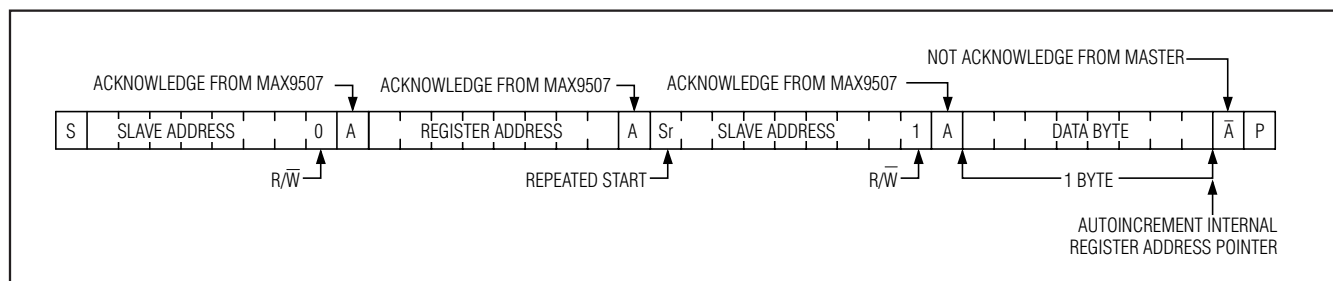 NOT ACKNOWLEDGE FROM MASTER
ACKNOWLEDGE FROM MAX9507 ACKNOWLEDGE FROM MAX9507 ACKNOWLEDGE FROM MAX9507
S SLAVE ADDRESS 0 A REGISTER ADDRESS A Sr SLAVE ADDRESS 1 A DATA BYTE A̅ P
R/W̅ REPEATED START R/W̅ 1 BYTE
AUTOINCREMENT INTERNAL
REGISTER ADDRESS POINTER